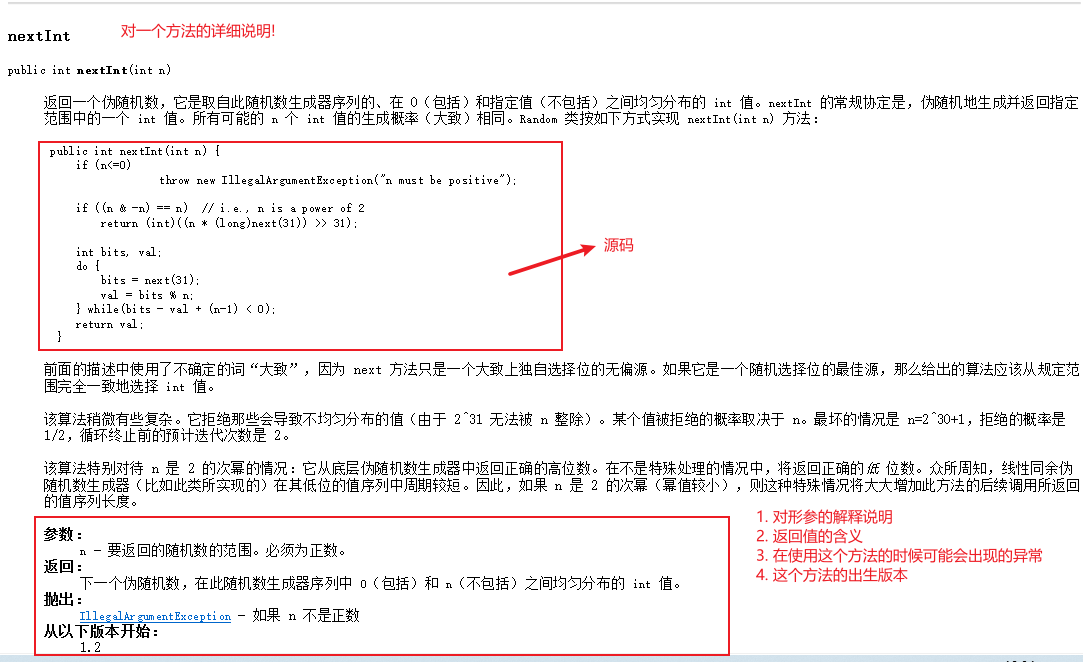 nextInt 对一个方法的详细说明!
public int nextInt(int n)
返回一个伪随机数，它是取自此随机数生成器序列的、在 0（包括）和指定值（不包括）之间均匀分布的 int 值。nextInt 的常规协定是，伪随机地生成并返回指定
范围中的一个 int 值。所有可能的 n 个 int 值的生成概率（大致）相同。Random 类按如下方式实现 nextInt(int n) 方法：
public int nextInt(int n) {
if (n<=0)
throw new IllegalArgumentException("n must be positive");
if ((n & -n) == n)  // i.e., n is a power of 2
return (int)((n * (long)next(31)) >> 31);
int bits, val;
do {
bits = next(31);
val = bits % n;
} while(bits - val + (n-1) < 0);
return val;
}
源码
前面的描述中使用了不确定的词“大致”，因为 next 方法只是一个大致上独自选择位的无偏源。如果它是一个随机选择位的最佳源，那么给出的算法应该从规定范
围完全一致地选择 int 值。
该算法稍微有些复杂。它拒绝那些会导致不均匀分布的值（由于 2^31 无法被 n 整除）。某个值被拒绝的概率取决于 n。最坏的情况是 n=2^30+1，拒绝的概率是
1/2，循环终止前的预计迭代次数是 2。
该算法特别对待 n 是 2 的次幂的情况：它从底层伪随机数生成器中返回正确的高位数。在不是特殊处理的情况中，将返回正确的低 位数。众所周知，线性同余伪
随机数生成器（比如此类所实现的）在其低位的值序列中周期较短。因此，如果 n 是 2 的次幂（幂值较小），则这种特殊情况将大大增加此方法的后续调用所返回
的值序列长度。
参数：
n - 要返回的随机数的范围。必须为正数。
返回：
下一个伪随机数，在此随机数生成器序列中 0（包括）和 n（不包括）之间均匀分布的 int 值。
抛出：
IllegalArgumentException - 如果 n 不是正数
从以下版本开始：
1.2
1. 对形参的解释说明
2. 返回值的含义
3. 在使用这个方法的时候可能会出现的异常
4. 这个方法的出生版本